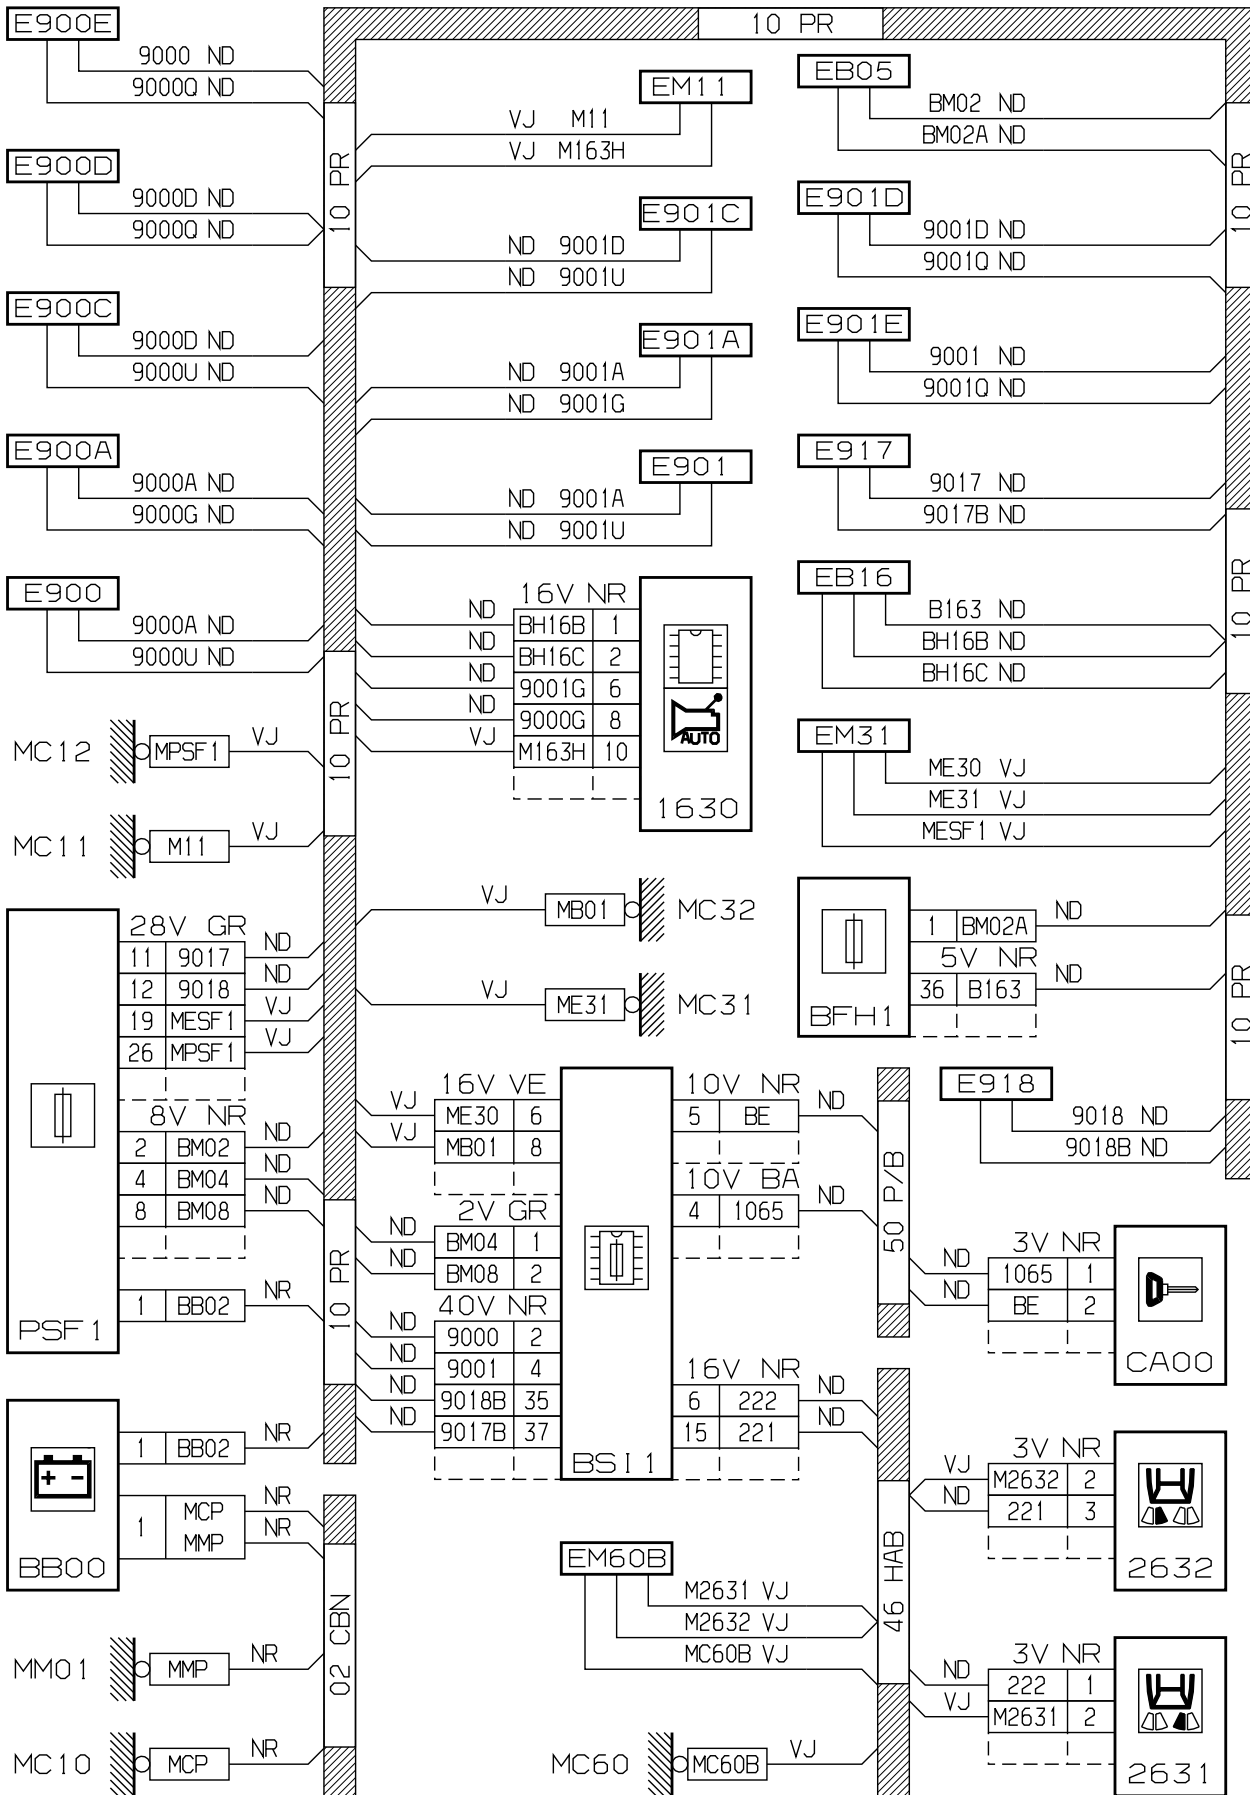 10 PR
E900E
9000 ND
9000Q ND
E900D
9000D ND
9000Q ND
E900C
9000D ND
9000U ND
E900A
9000A ND
9000G ND
E900
9000A ND
9000U ND
MC12 MPSF1 VJ
MC11 M11 VJ
10 PR
10 PR
EM11
VJ M11
VJ M163H
E901C
ND 9001D
ND 9001U
E901A
ND 9001A
ND 9001G
E901
ND 9001A
ND 9001U
16V NR
ND BH16B 1
ND BH16C 2
ND 9001G 6
ND 9000G 8
VJ M163H 10
AUTO
1630
EB05
BM02 ND
BM02A ND
E901D
9001D ND
9001Q ND
E901E
9001 ND
9001Q ND
E917
9017 ND
9017B ND
EB16
B163 ND
BH16B ND
BH16C ND
EM31
ME30 VJ
ME31 VJ
MESF1 VJ
10 PR
10 PR
10 PR
VJ MB01 MC32
VJ ME31 MC31
1 BM02A ND
5V NR
36 B163 ND
BFH1
E918
9018 ND
9018B ND
28V GR
11 9017 ND
12 9018 ND
19 MESF1 VJ
26 MPSF1 VJ
8V NR
2 BM02 ND
4 BM04 ND
8 BM08 ND
1 BB02 NR
PSF1
10 PR
16V VE
VJ ME30 6
VJ MB01 8
2V GR
ND BM04 1
ND BM08 2
40V NR
ND 9000 2
ND 9001 4
ND 9018B 35
ND 9017B 37
BSI1
10V NR
5 BE ND
10V BA
4 1065 ND
16V NR
6 222 ND
15 221 ND
50 P/B
3V NR
ND 1065 1
ND BE 2
CA00
1 BB02 NR
1 MCP NR
MMP NR
+ -
BB00
02 CBN
MM01 MMP NR
MC10 MCP NR
EM60B
M2631 VJ
M2632 VJ
MC60B VJ
MC60 MC60B VJ
46 HAB
3V NR
VJ M2632 2
ND 221 3
2632
3V NR
ND 222 1
VJ M2631 2
2631